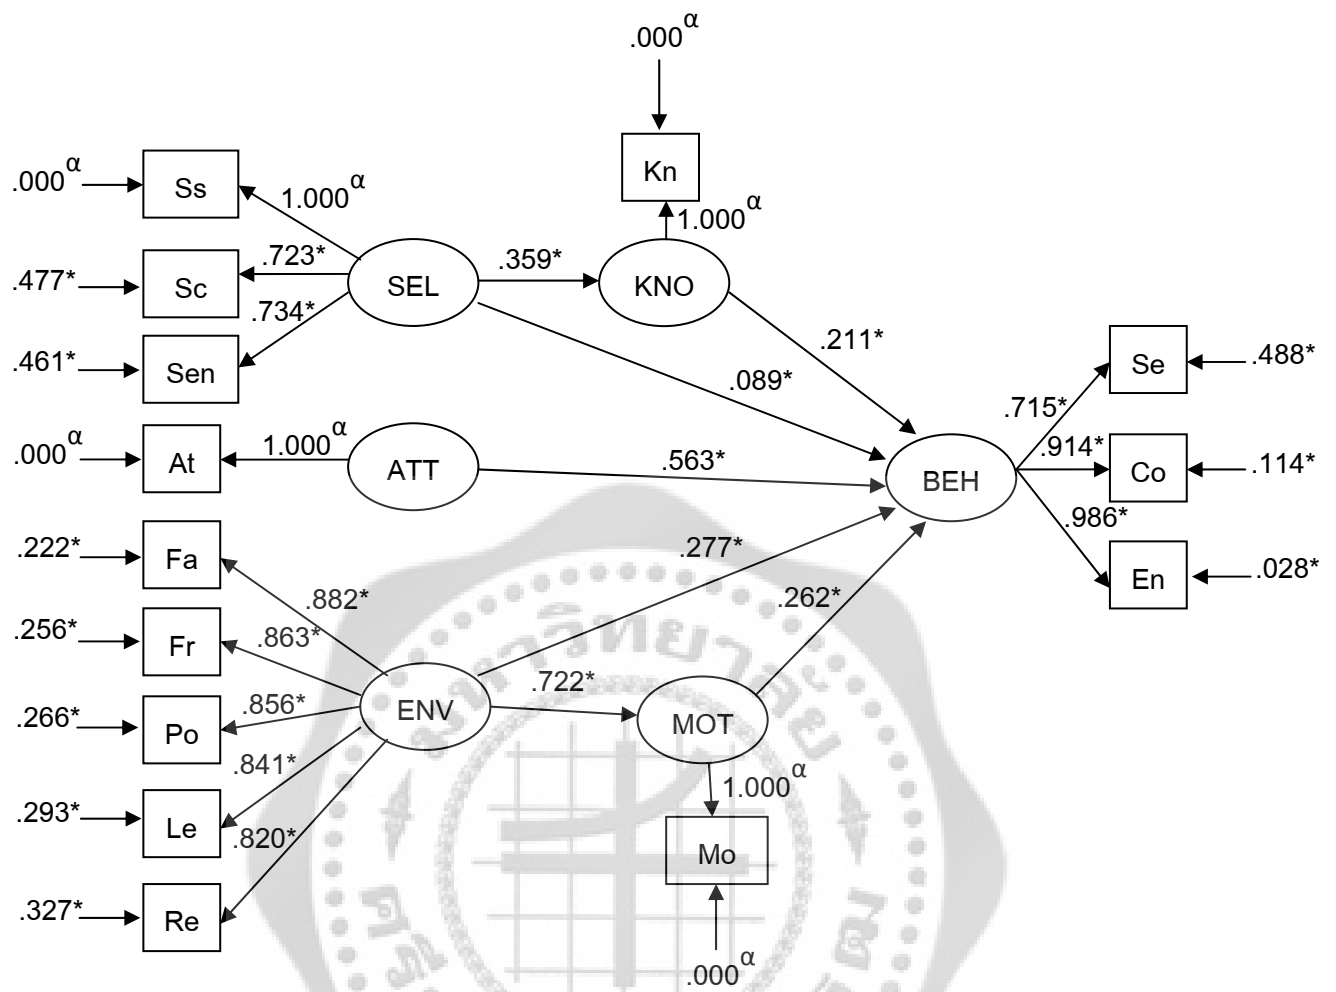 .000α
Kn
1.000α
.000α
Ss
1.000α
.477*
Sc
.723*
SEL
.359*
KNO
.461*
Sen
.734*
.211*
.089*
Se
.488*
.715*
.000α
At
1.000α
ATT
.563*
BEH
.914*
Co
.114*
.986*
En
.028*
.222*
Fa
.882*
.277*
.262*
.256*
Fr
.863*
.266*
Po
.856*
ENV
.722*
MOT
.841*
1.000α
.293*
Le
.820*
Mo
.327*
Re
.000α